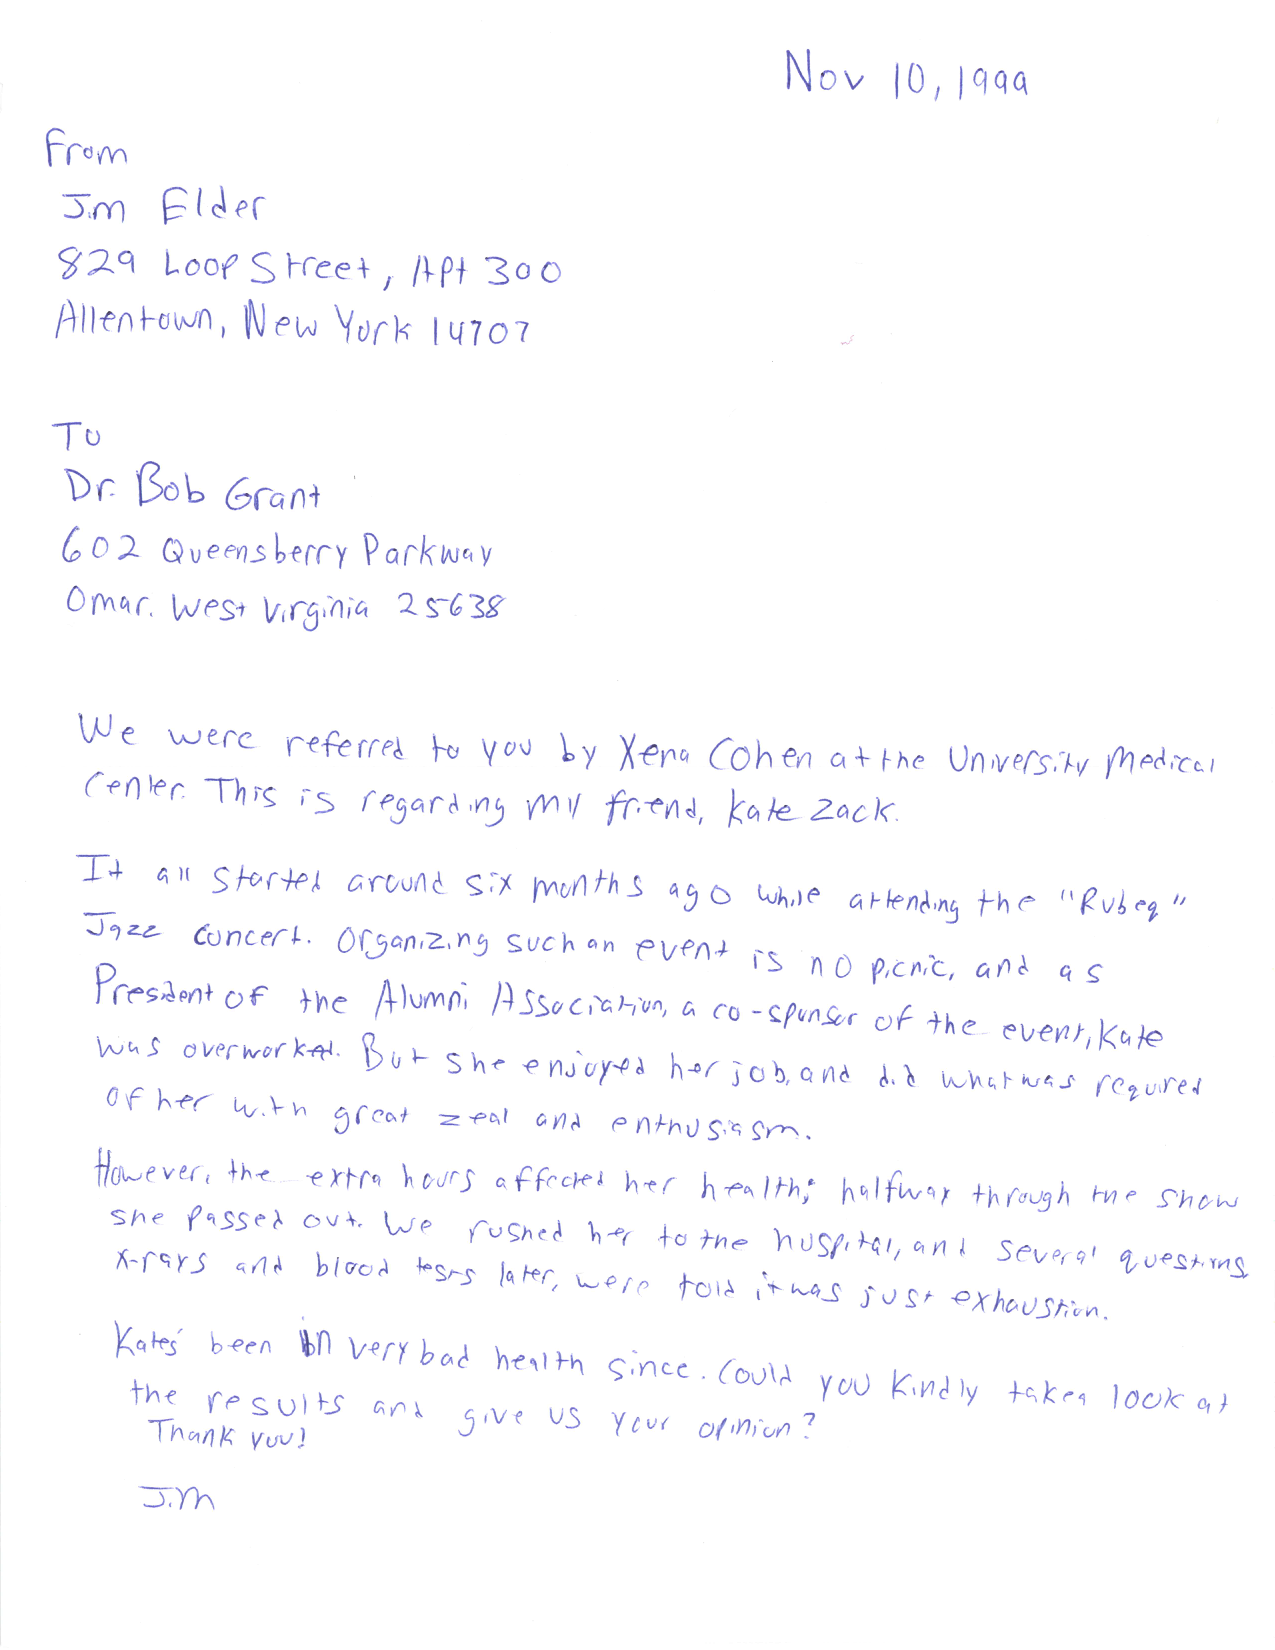 Nov 10, 1999
From
Jim Elder
829 Loop Street, Apt 300
Allentown, New York 14707
To
Dr. Bob Grant
602 Queensberry Parkway
Omar. West Virginia 25638
We were referred to you by Xena Cohen at the University Medical
Center. This is regarding my friend, Kate Zack.
It all started around six months ago while attending the "Rubeq"
Jazz concert. Organizing such an event is no picnic, and as
President of the Alumni Association, a co-sponsor of the event, Kate
was overworked. But she enjoyed her job, and did what was required
of her with great zeal and enthusiasm.
However, the extra hours affected her health; halfway through the show
she passed out. We rushed her to the hospital, and several questions,
x-rays and blood tests later, were told it was just exhaustion.
Kate's been in very bad health since. Could you kindly take a look at
the results and give us your opinion?
Thank you!
Jim